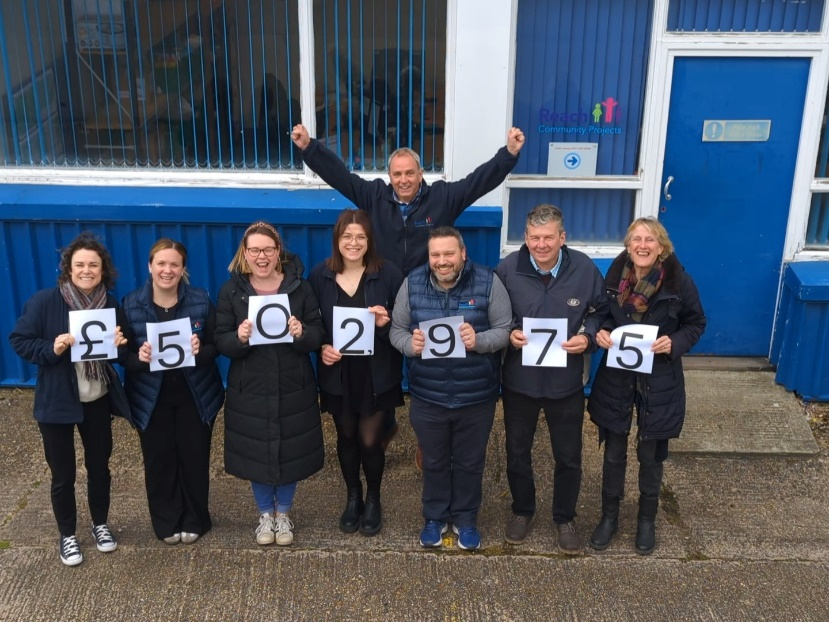 Reach
Community Projects
£ 5 0 2, 9 7 5